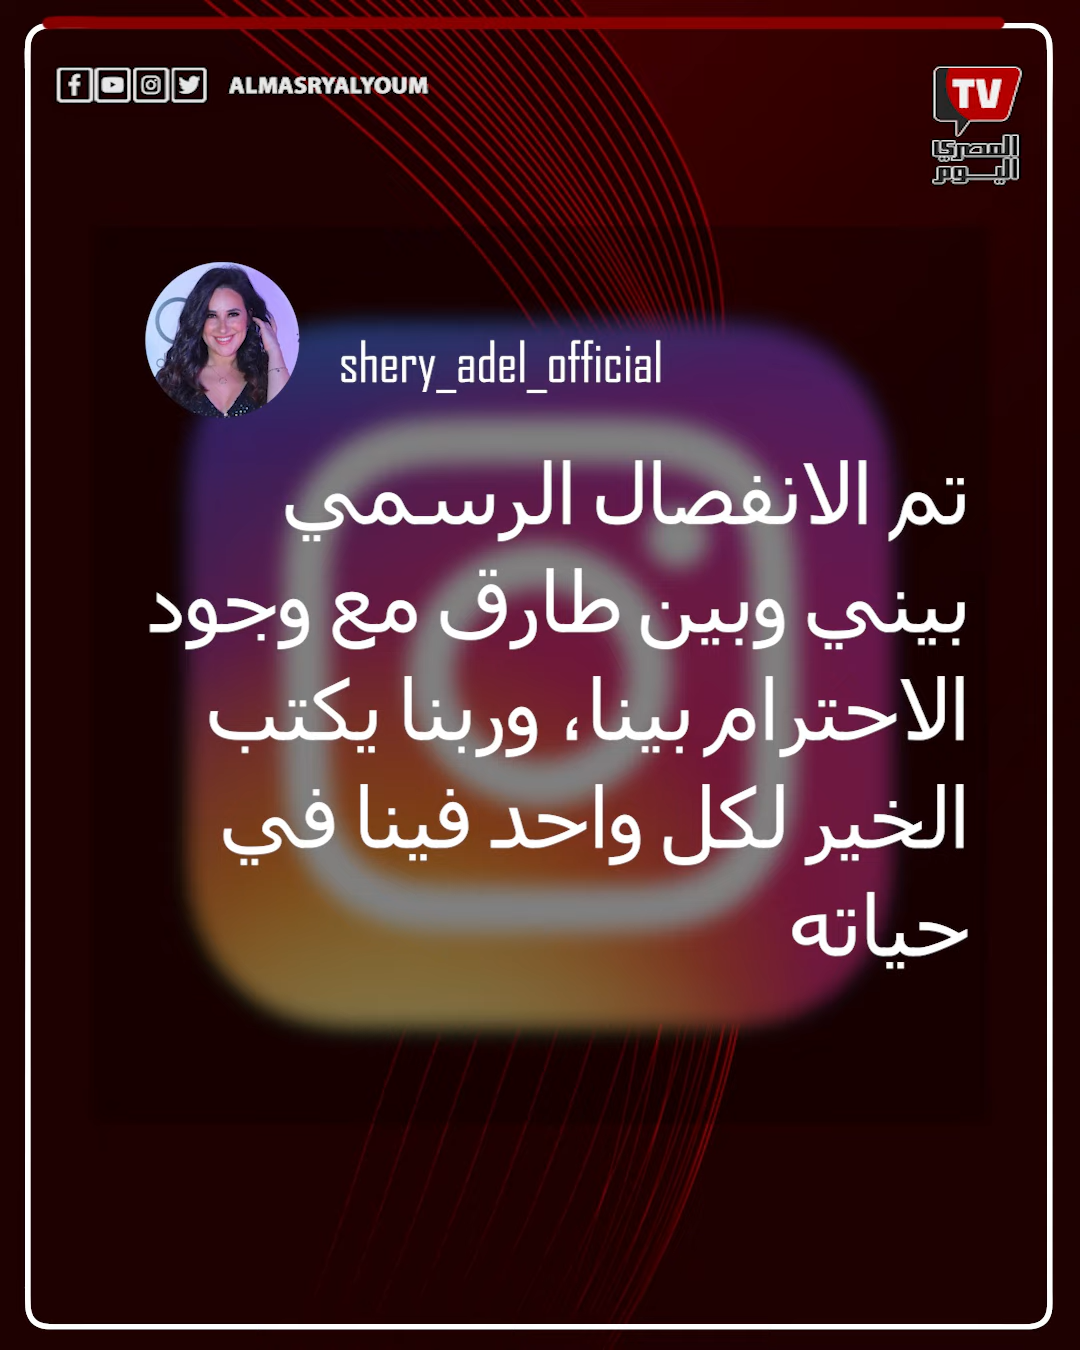 ALMASRYALYOUM
TV
المصري
اليوم
shery_adel_official
تم الانفصال الرسمي
بيني وبين طارق مع وجود
الاحترام بينا، وربنا يكتب
الخير لكل واحد فينا في
حياته